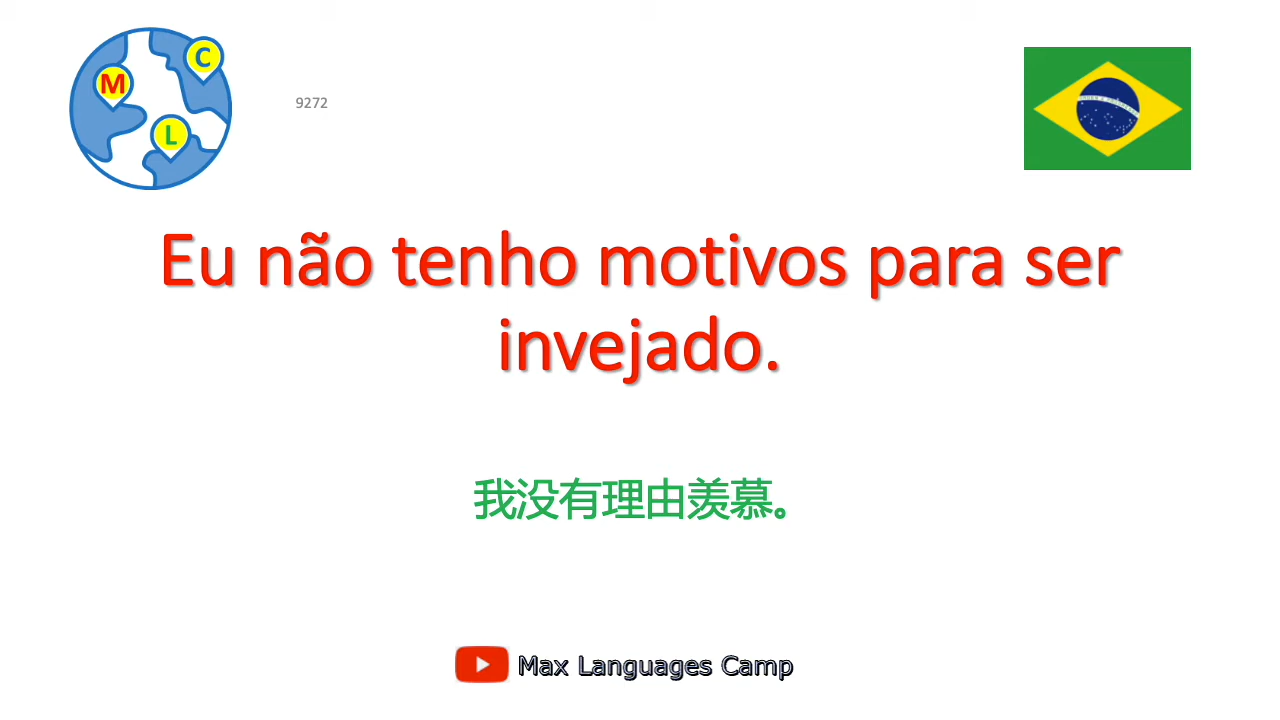 C
M
9272
L
Eu não tenho motivos para ser
invejado.
我没有理由羡慕。
Max Languages Camp